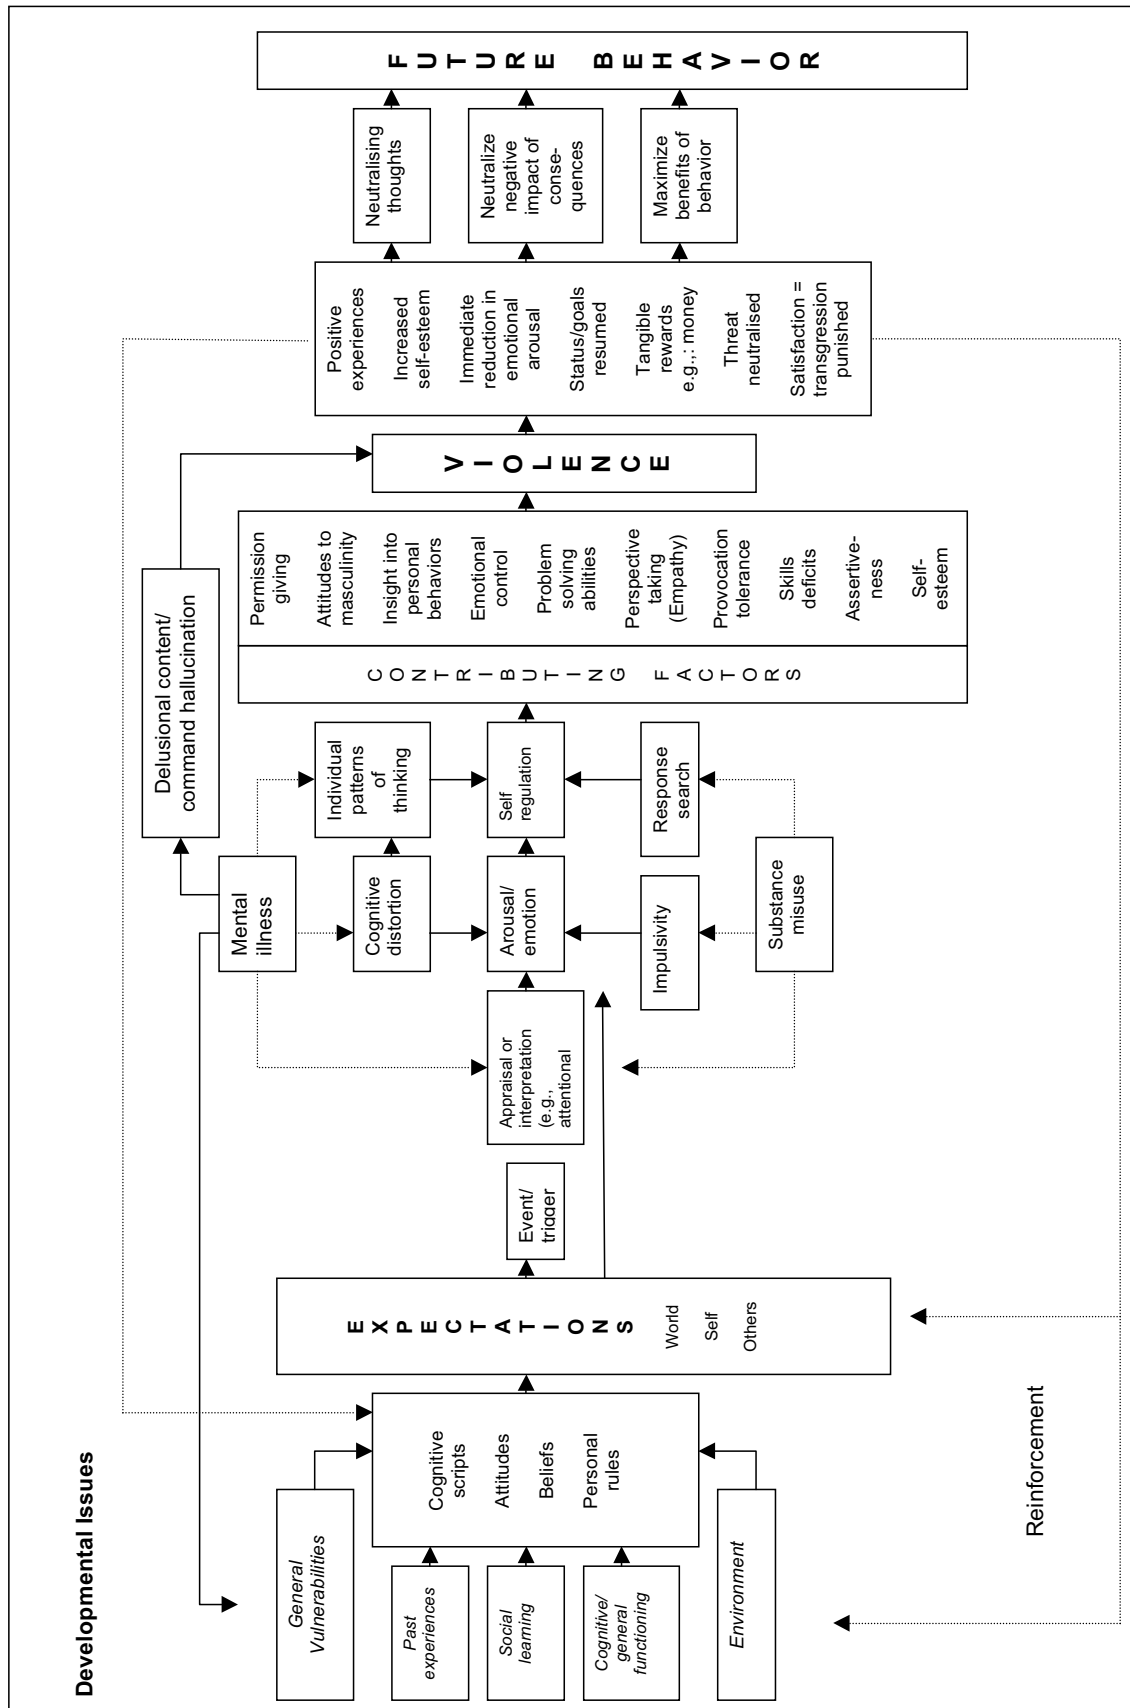 Developmental Issues
General
Vulnerabilities
Past
experiences
Social
learning
Cognitive/
general
functioning
Environment
Cognitive
scripts
Attitudes
Beliefs
Personal
rules
EXPECTATIONS
World
Self
Others
Reinforcement
Event/
trigger
Appraisal or
interpretation
(e.g.,
attentional
Mental
illness
Cognitive
distortion
Arousal/
emotion
Impulsivity
Substance
misuse
Delusional content/
command hallucination
Individual
patterns
of
thinking
Self
regulation
Response
search
CONTRIBUTING FACTORS
Permission
giving
Attitudes to
masculinity
Insight into
personal
behaviors
Emotional
control
Problem
solving
abilities
Perspective
taking
(Empathy)
Provocation
tolerance
Skills
deficits
Assertive-
ness
Self-
esteem
VIOLENCE
Positive
experiences
Increased
self-esteem
Immediate
reduction in
emotional
arousal
Status/goals
resumed
Tangible
rewards
e.g.,: money
Threat
neutralised
Satisfaction =
transgression
punished
Neutralising
thoughts
Neutralize
negative
impact of
conse-
quences
Maximize
benefits of
behavior
FUTURE BEHAVIOR